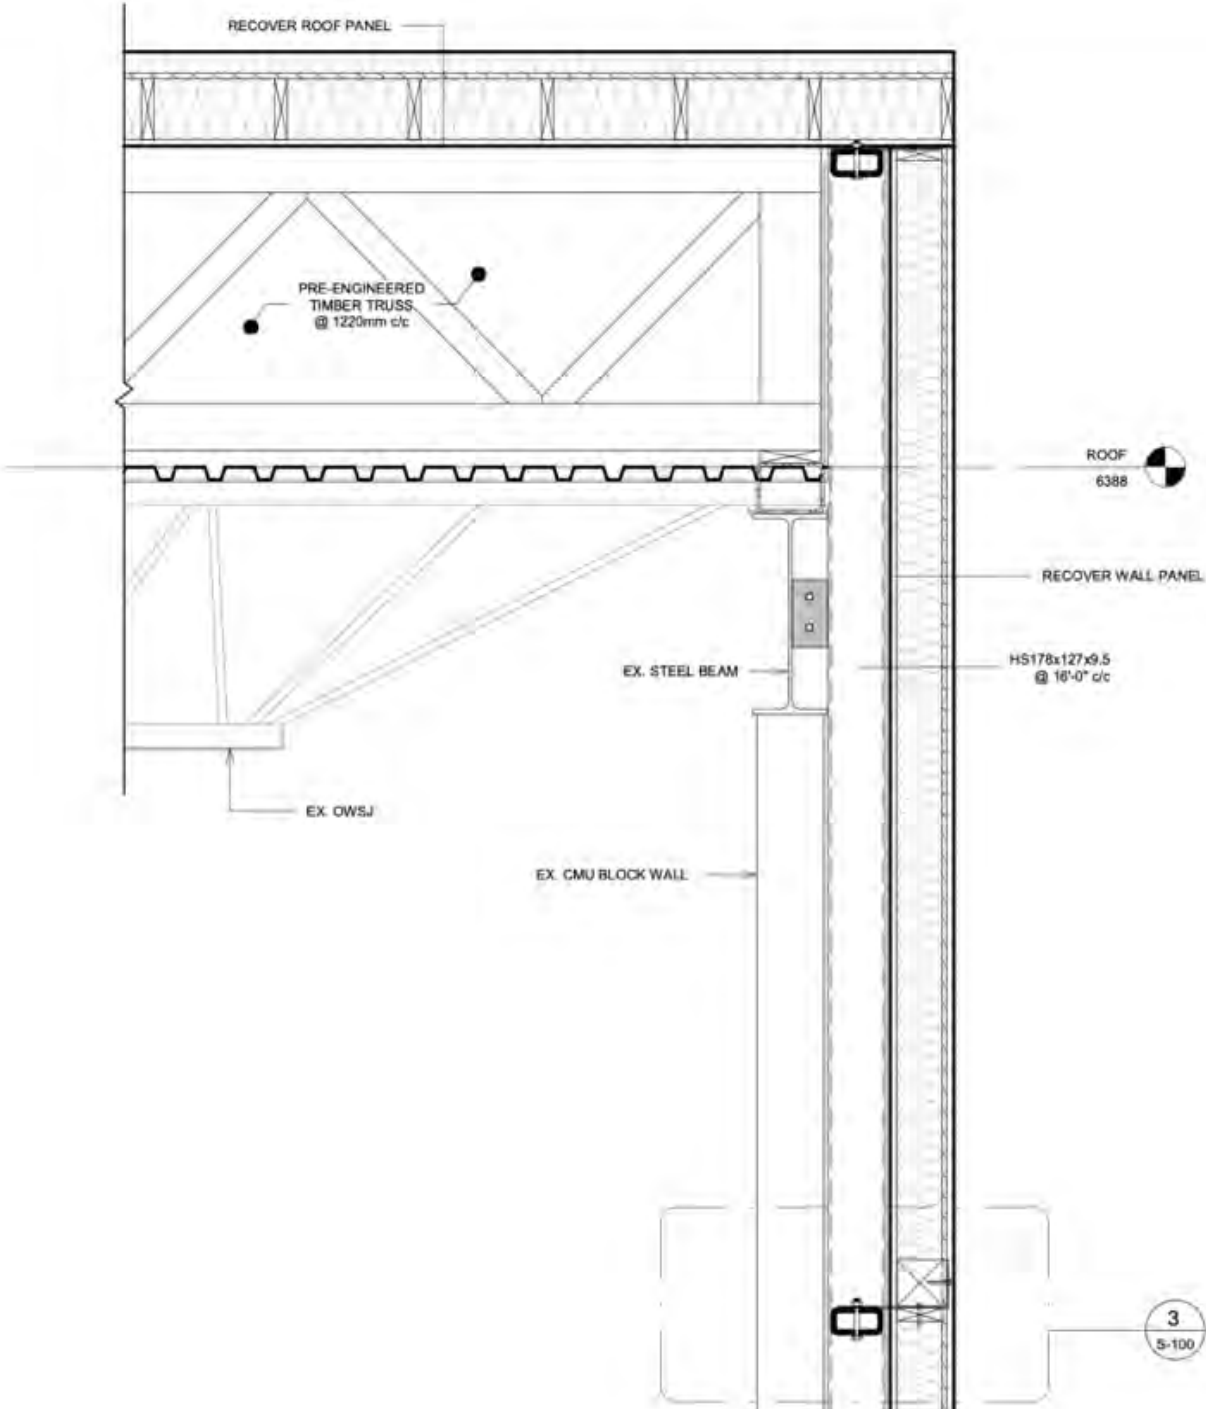 RECOVER ROOF PANEL
PRE-ENGINEERED
TIMBER TRUSS
@ 1220mm c/c
ROOF
6388
RECOVER WALL PANEL
EX. STEEL BEAM
HS178x127x9.5
@ 16'-0" c/c
EX. OWSJ
EX. CMU BLOCK WALL
3
S-100